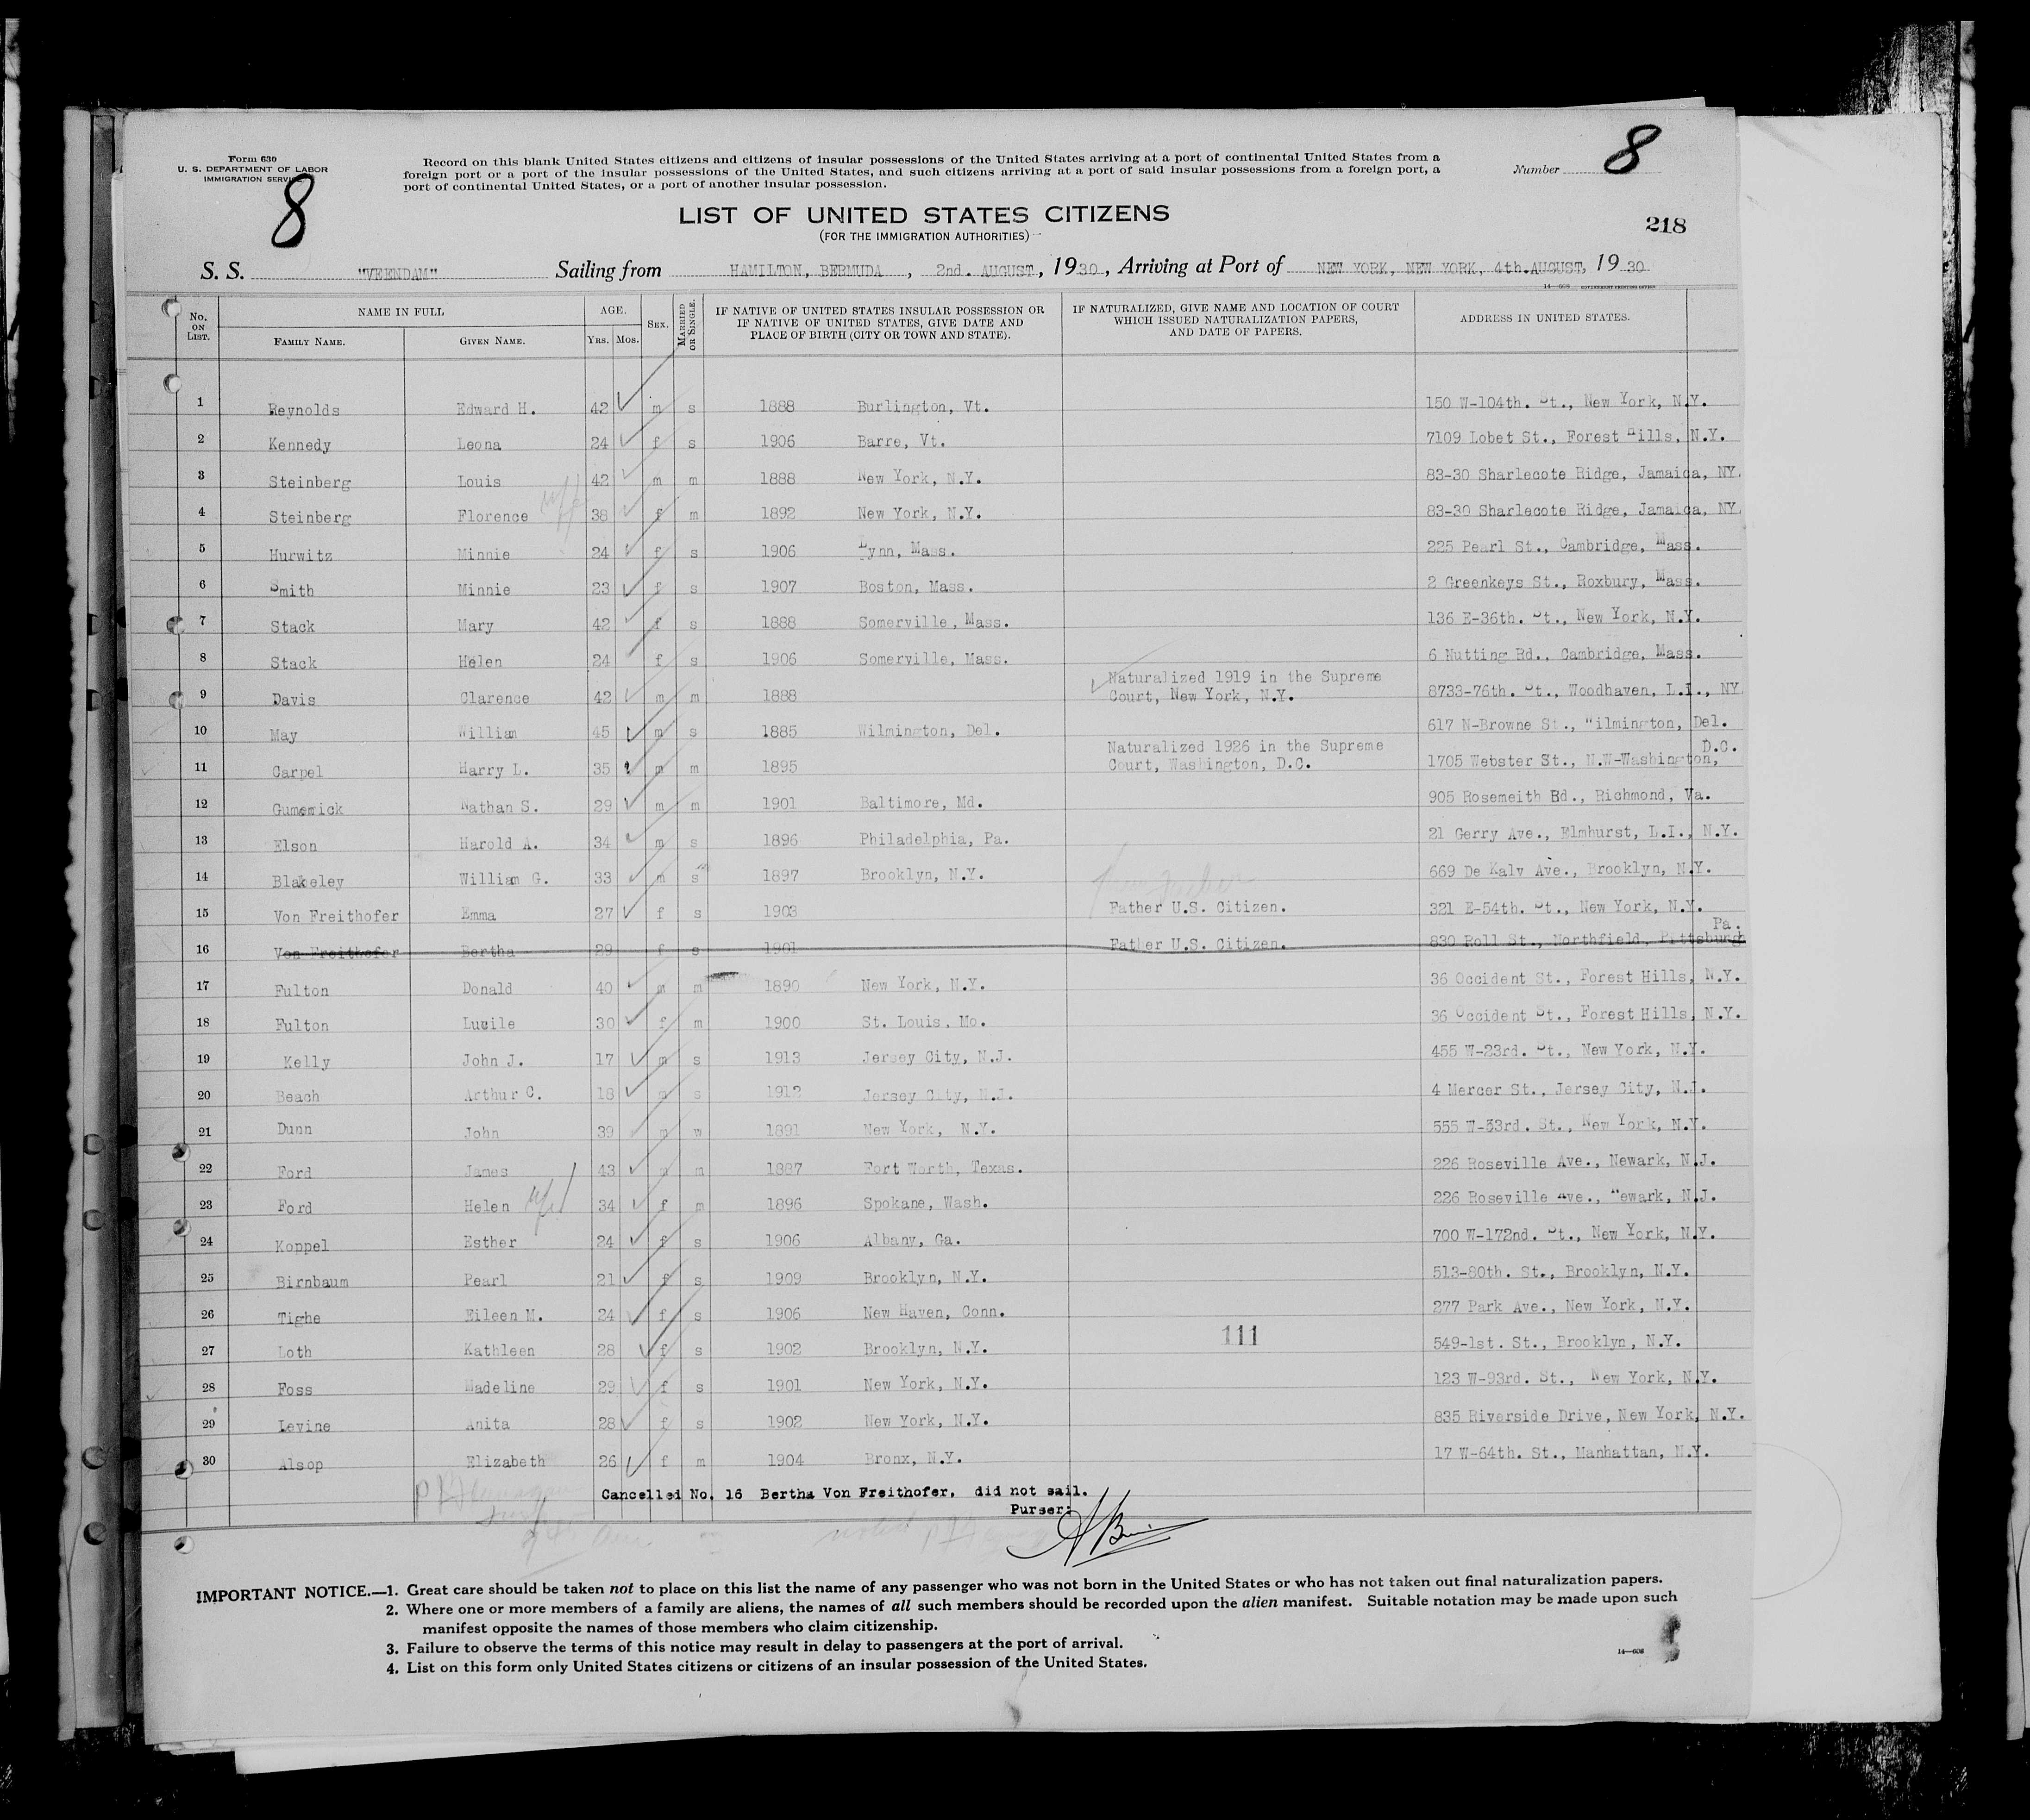 Form 630
U. S. DEPARTMENT OF LABOR
IMMIGRATION SERVICE
8
Record on this blank United States citizens and citizens of insular possessions of the United States arriving at a port of continental United States from a
foreign port or a port of the insular possessions of the United States, and such citizens arriving at a port of said insular possessions from a foreign port, a
port of continental United States, or a port of another insular possession.
Number 8
LIST OF UNITED STATES CITIZENS
(FOR THE IMMIGRATION AUTHORITIES)
218
S. S. "VEENDAM" Sailing from HAMILTON, BERMUDA, 2nd. AUGUST, 1930, Arriving at Port of NEW YORK, NEW YORK, 4th. AUGUST, 1930
14—608 GOVERNMENT PRINTING OFFICE
No. ON LIST. NAME IN FULL FAMILY NAME. GIVEN NAME. AGE. YRS. MOS. SEX. MARRIED OR SINGLE. IF NATIVE OF UNITED STATES INSULAR POSSESSION OR IF NATIVE OF UNITED STATES, GIVE DATE AND PLACE OF BIRTH (CITY OR TOWN AND STATE). IF NATURALIZED, GIVE NAME AND LOCATION OF COURT WHICH ISSUED NATURALIZATION PAPERS, AND DATE OF PAPERS. ADDRESS IN UNITED STATES.
1 Reynolds Edward H. 42 m s 1888 Burlington, Vt. 150 W-104th. St., New York, N.Y.
2 Kennedy Leona 24 f s 1906 Barre, Vt. 7109 Lobet St., Forest Hills, N.Y.
3 Steinberg Louis 42 m m 1888 New York, N.Y. 83-30 Sharlecote Ridge, Jamaica, NY.
4 Steinberg Florence 38 f m 1892 New York, N.Y. 83-30 Sharlecote Ridge, Jamaica, NY.
5 Hurwitz Minnie 24 f s 1906 Lynn, Mass. 225 Pearl St., Cambridge, Mass.
6 Smith Minnie 23 f s 1907 Boston, Mass. 2 Greenkeys St., Roxbury, Mass.
7 Stack Mary 42 f s 1888 Somerville, Mass. 136 E-36th. St., New York, N.Y.
8 Stack Helen 24 f s 1906 Somerville, Mass. 6 Nutting Rd., Cambridge, Mass.
9 Davis Clarence 42 m m 1888 Naturalized 1919 in the Supreme Court, New York, N.Y. 8733-76th. St., Woodhaven, L.I., NY.
10 May William 45 m s 1885 Wilmington, Del. 617 N-Browne St., Wilmington, Del.
11 Carpel Harry L. 35 m m 1895 Naturalized 1926 in the Supreme Court, Washington, D.C. 1705 Webster St., N.W-Washington, D.C.
12 Gumenick Nathan S. 29 m m 1901 Baltimore, Md. 905 Rosemeith Rd., Richmond, Va.
13 Elson Harold A. 34 m s 1896 Philadelphia, Pa. 21 Gerry Ave., Elmhurst, L.I., N.Y.
14 Blakeley William G. 33 m s m 1897 Brooklyn, N.Y. 669 De Kalv Ave., Brooklyn, N.Y.
15 Von Freithofer Emma 27 f s 1903 Father U.S. Citizen. 321 E-54th. St., New York, N.Y.
16 Von Freithofer Bertha 29 f s 1901 Father U.S. Citizen. 830 Roll St., Northfield, Pittsburgh Pa.
17 Fulton Donald 40 m m 1890 New York, N.Y. 36 Occident St., Forest Hills, N.Y.
18 Fulton Lucile 30 f m 1900 St. Louis, Mo. 36 Occident St., Forest Hills, N.Y.
19 Kelly John J. 17 m s 1913 Jersey City, N.J. 455 W-23rd. St., New York, N.Y.
20 Beach Arthur C. 18 m s 1912 Jersey City, N.J. 4 Mercer St., Jersey City, N.J.
21 Dunn John 39 m w 1891 New York, N.Y. 555 W-53rd. St., New York, N.Y.
22 Ford James 43 m m 1887 Fort Worth, Texas. 226 Roseville Ave., Newark, N.J.
23 Ford Helen 34 f m 1896 Spokane, Wash. 226 Roseville Ave., Newark, N.J.
24 Koppel Esther 24 f s 1906 Albany, Ga. 700 W-172nd. St., New York, N.Y.
25 Birnbaum Pearl 21 f s 1909 Brooklyn, N.Y. 513-80th. St., Brooklyn, N.Y.
26 Tighe Eileen M. 24 f s 1906 New Haven, Conn. 277 Park Ave., New York, N.Y.
27 Loth Kathleen 28 f s 1902 Brooklyn, N.Y. 111 549-1st. St., Brooklyn, N.Y.
28 Foss Madeline 29 f s 1901 New York, N.Y. 123 W-93rd. St., New York, N.Y.
29 Levine Anita 28 f s 1902 New York, N.Y. 835 Riverside Drive, New York, N.Y.
30 Alsop Elizabeth 26 f m 1904 Bronx, N.Y. 17 W-64th. St., Manhattan, N.Y.
Cancelled No. 16 Bertha Von Freithofer, did not sail.
Purser:
IMPORTANT NOTICE.—1. Great care should be taken not to place on this list the name of any passenger who was not born in the United States or who has not taken out final naturalization papers.
2. Where one or more members of a family are aliens, the names of all such members should be recorded upon the alien manifest. Suitable notation may be made upon such
manifest opposite the names of those members who claim citizenship.
3. Failure to observe the terms of this notice may result in delay to passengers at the port of arrival.
4. List on this form only United States citizens or citizens of an insular possession of the United States.
14—608